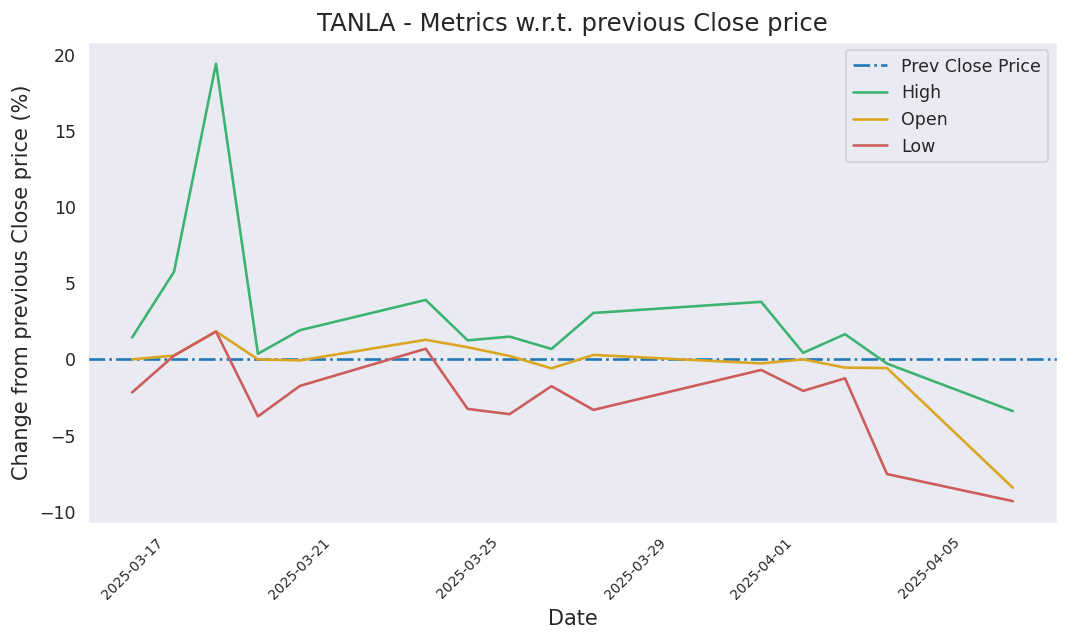 TANLA - Metrics w.r.t. previous Close price
Change from previous Close price (%)
20
15
10
5
0
−5
−10
Prev Close Price
High
Open
Low
2025-03-17
2025-03-21
2025-03-25
2025-03-29
2025-04-01
2025-04-05
Date